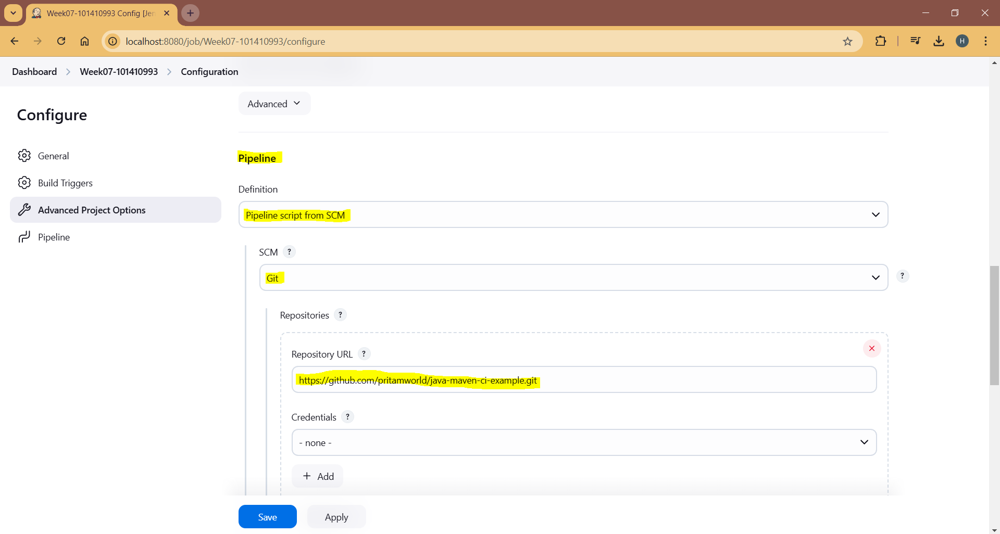 Week07-101410993 Config [Jen
localhost:8080/job/Week07-101410993/configure
H
Dashboard > Week07-101410993 > Configuration
Advanced
Configure
General
Build Triggers
Advanced Project Options
Pipeline
Pipeline
Definition
Pipeline script from SCM
SCM ?
Git
?
Repositories ?
Repository URL ?
https://github.com/pritamworld/java-maven-ci-example.git
Credentials ?
- none -
+ Add
Save
Apply